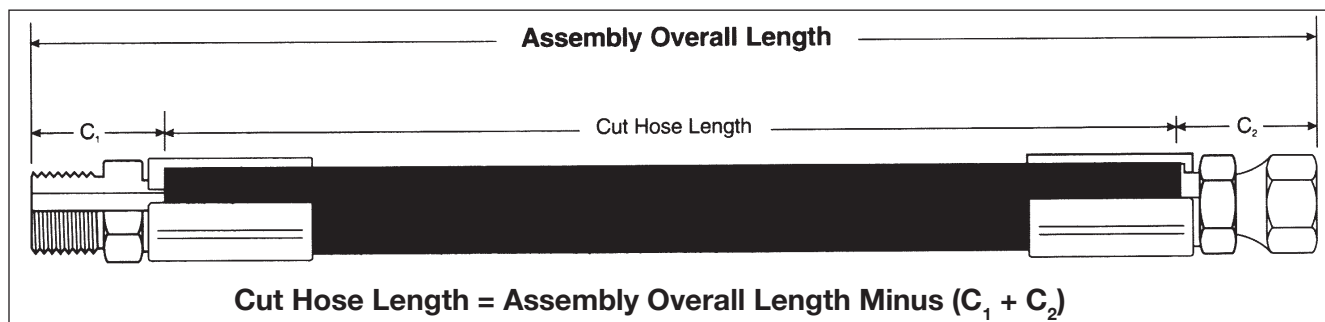 Assembly Overall Length
C₁ Cut Hose Length C₂
Cut Hose Length = Assembly Overall Length Minus (C₁ + C₂)